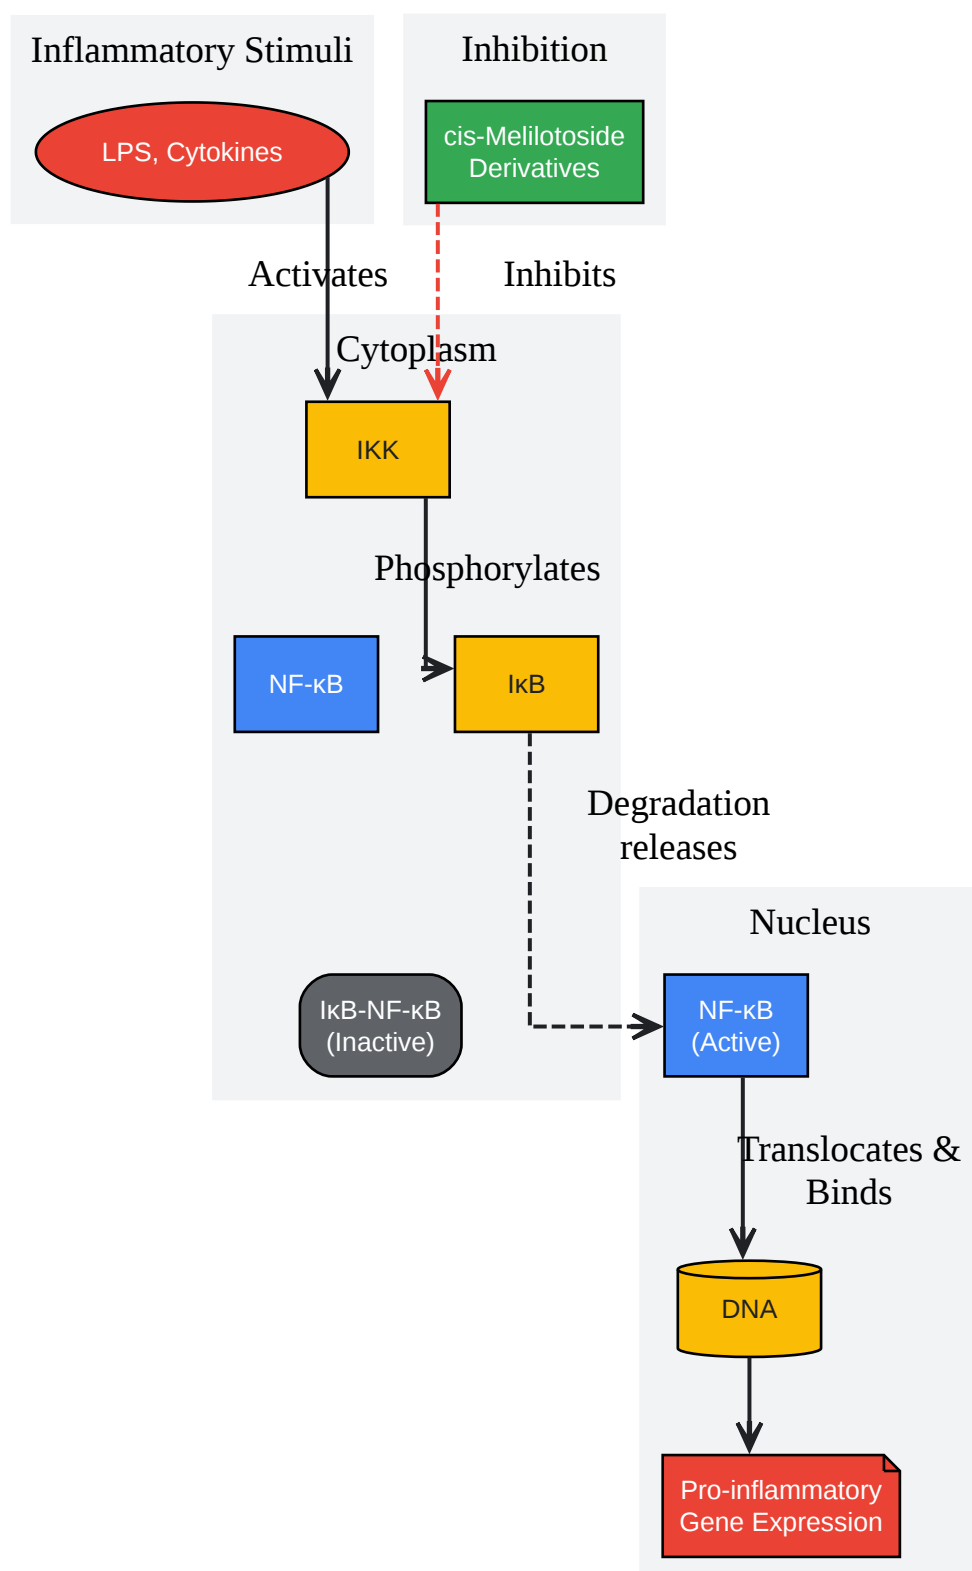 Inflammatory Stimuli
Inhibition
LPS, Cytokines
cis-Melilotoside
Derivatives
Activates
Inhibits
Cytoplasm
IKK
Phosphorylates
NF-κB
IκB
Degradation
releases
Nucleus
IκB-NF-κB
(Inactive)
NF-κB
(Active)
Translocates &
Binds
DNA
Pro-inflammatory
Gene Expression